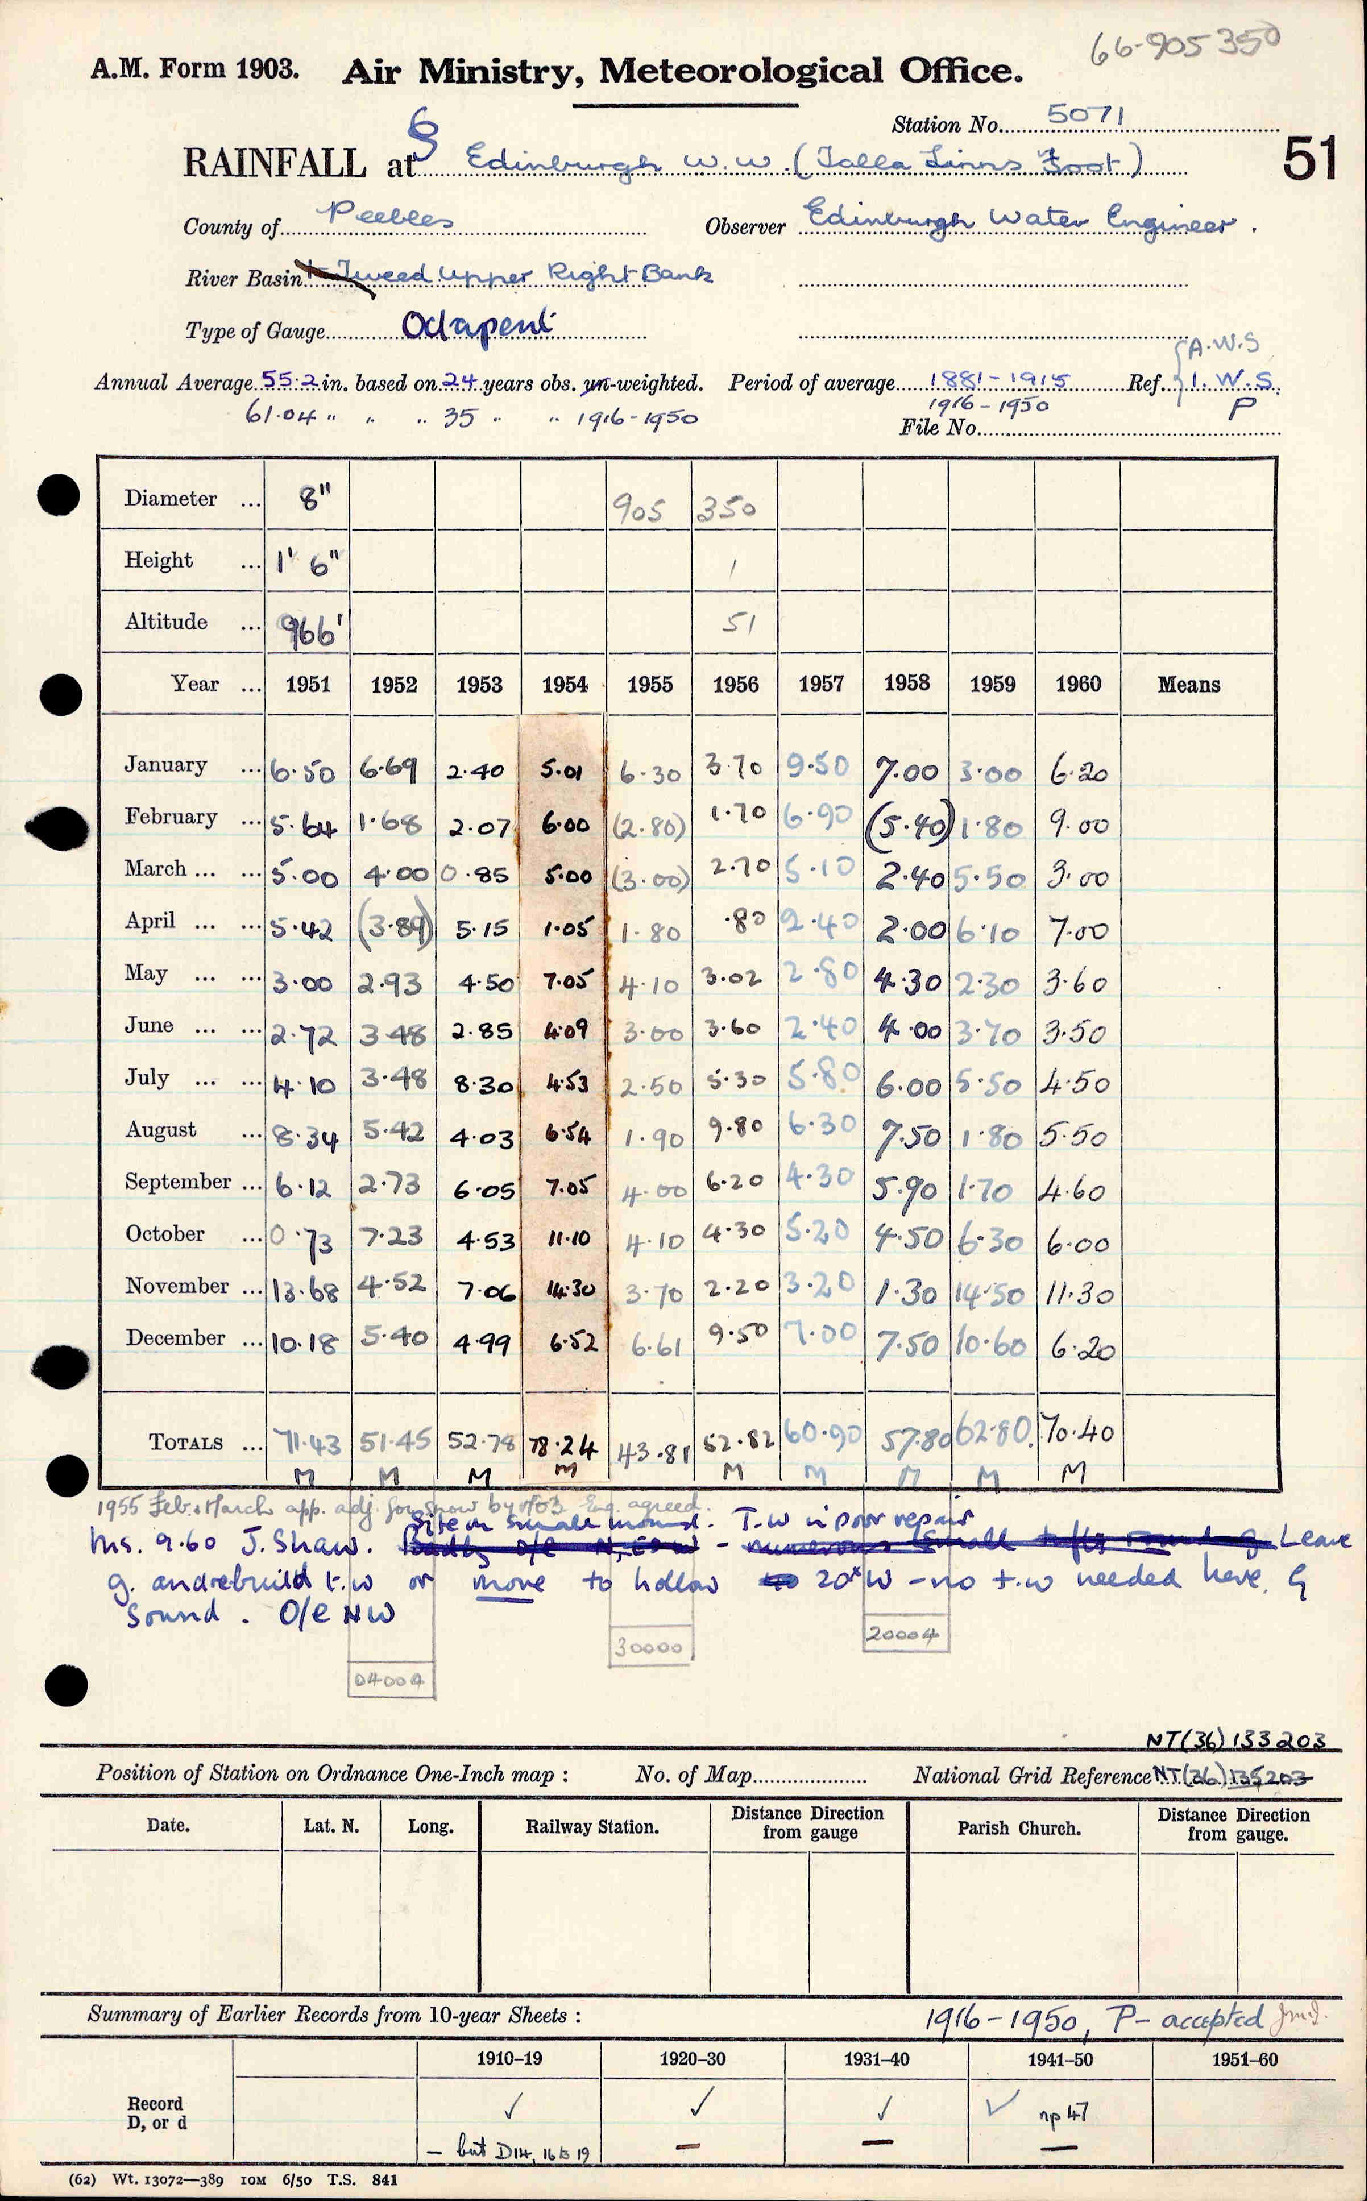 66-905350
A.M. Form 1903. Air Ministry, Meteorological Office.
Station No. 5071
51
RAINFALL at Edinburgh W.W. (Talla Linns Foot)
County of Peebles Observer Edinburgh Water Engineer.
River Basin Tweed Upper Right Bank
Type of Gauge Octapent
A.W.S
Annual Average 55.2 in. based on 24 years obs. un-weighted. Period of average 1881-1915 Ref. I.W.S.
61.04 " " " 35 " " 1916-1950 1916-1950 P
File No.
Diameter ... 8" 905 350
Height ... 1' 6" 1
Altitude ... 966' 51
Year ... 1951 1952 1953 1954 1955 1956 1957 1958 1959 1960 Means
January ... 6.50 6.69 2.40 5.01 6.30 3.70 9.50 7.00 3.00 6.20
February ... 5.64 1.68 2.07 6.00 (2.80) 1.70 6.90 (5.40) 1.80 9.00
March ... ... 5.00 4.00 0.85 5.00 (3.00) 2.70 5.10 2.40 5.50 3.00
April ... ... 5.42 (3.89) 5.15 1.05 1.80 .80 2.40 2.00 6.10 7.00
May ... ... 3.00 2.93 4.50 7.05 4.10 3.02 2.80 4.30 2.30 3.60
June ... ... 2.72 3.48 2.85 4.09 3.00 3.60 2.40 4.00 3.70 3.50
July ... ... 4.10 3.48 8.30 4.53 2.50 5.30 5.80 6.00 5.50 4.50
August ... 8.34 5.42 4.03 6.54 1.90 9.80 6.30 7.50 1.80 5.50
September ... 6.12 2.73 6.05 7.05 4.00 6.20 4.30 5.90 1.70 4.60
October ... 0.73 7.23 4.53 11.10 4.10 4.30 5.20 4.50 6.30 6.00
November ... 13.68 4.52 7.06 14.30 3.70 2.20 3.20 1.30 14.50 11.30
December ... 10.18 5.40 4.99 6.52 6.61 9.50 7.00 7.50 10.60 6.20
TOTALS ... 71.43 51.45 52.78 78.24 43.81 52.82 60.90 57.80 62.80. 70.40
M M M M M M M M M
1955 Feb. & March app. adj. for snow by Mo3 Eng. agreed.
Site on small mound. T.W in poor repair
Ins. 9.60 J. Shaw. Badly O/E - numerous small tufts round g Leave
g. and rebuild t.w or move to hollow 20x W - no t.w needed here. G
Sound. O/E NW
20004
30000
04004
NT(36) 133203
Position of Station on Ordnance One-Inch map : No. of Map National Grid Reference NT(36) 135203
Date. Lat. N. Long. Railway Station. Distance Direction from gauge Parish Church. Distance Direction from gauge.
Summary of Earlier Records from 10-year Sheets : 1916-1950, P- accepted
1910–19 1920–30 1931–40 1941–50 1951–60
Record D, or d ✓ ✓ ✓ ✓ np 47
- but D14, 16 to 19 — — —
(62) Wt. 13072—389 10M 6/50 T.S. 841